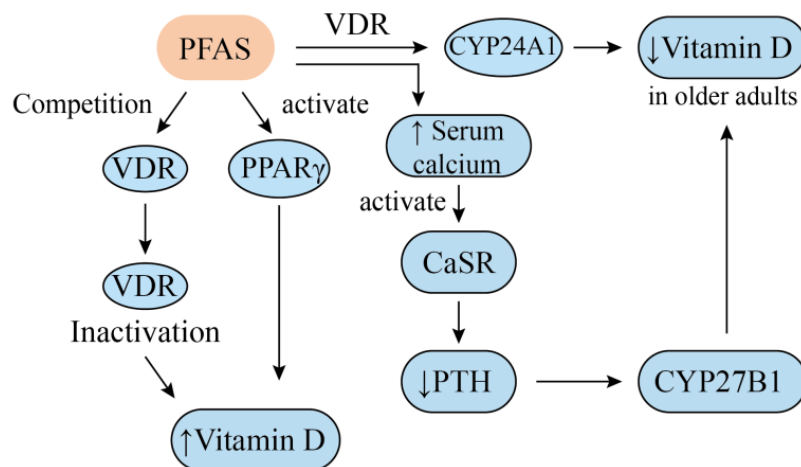 PFAS
VDR
CYP24A1
↓Vitamin D
in older adults
Competition
activate
VDR
PPARγ
↑ Serum
calcium
activate
VDR
CaSR
Inactivation
↓PTH
CYP27B1
↑Vitamin D